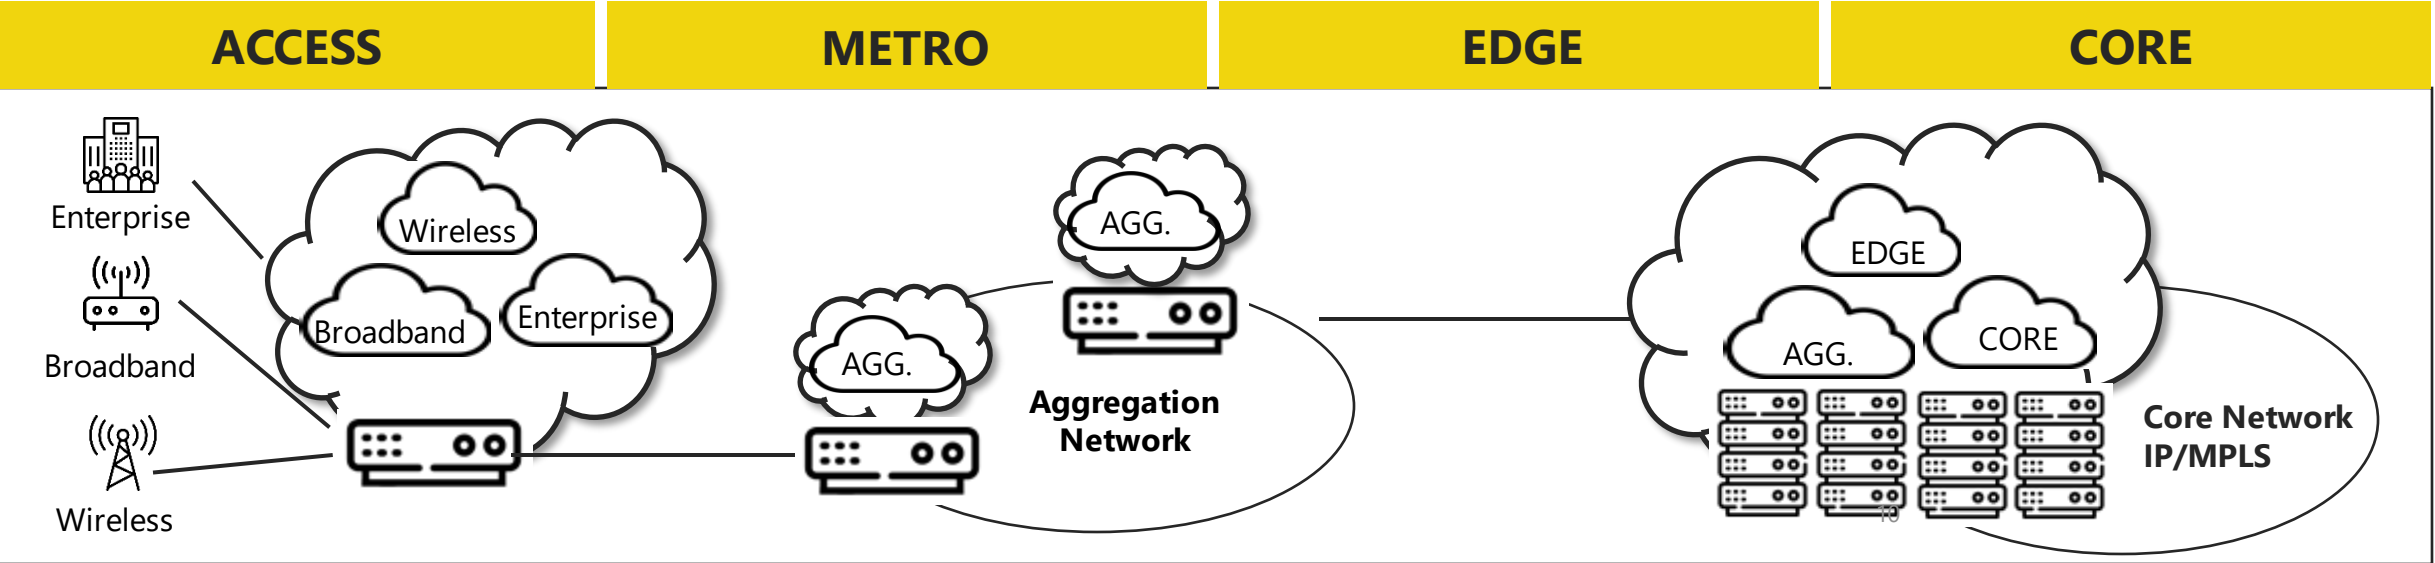 ACCESS
METRO
EDGE
CORE
Enterprise
Broadband
Wireless
Wireless
Broadband
Enterprise
AGG.
AGG.
Aggregation
Network
EDGE
AGG.
CORE
Core Network
IP/MPLS
10